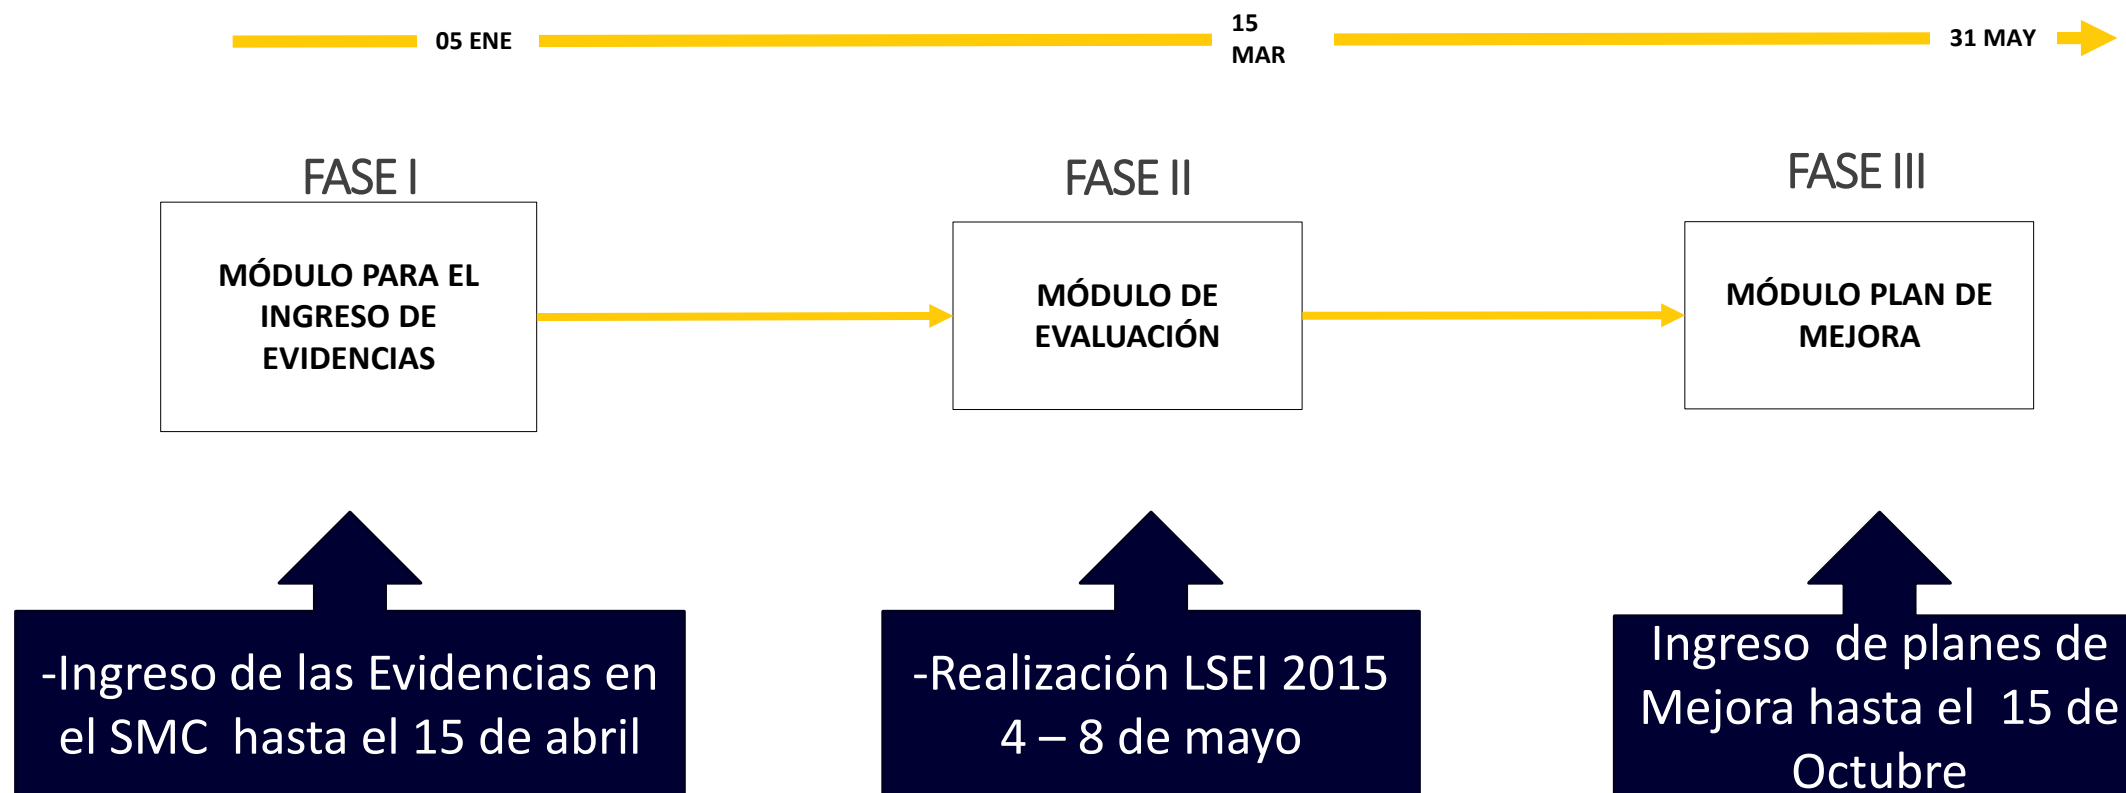 05 ENE
15
MAR
31 MAY
FASE I
FASE II
FASE III
MÓDULO PARA EL
INGRESO DE
EVIDENCIAS
MÓDULO DE
EVALUACIÓN
MÓDULO PLAN DE
MEJORA
-Ingreso de las Evidencias en
el SMC hasta el 15 de abril
-Realización LSEI 2015
4 – 8 de mayo
Ingreso de planes de
Mejora hasta el 15 de
Octubre